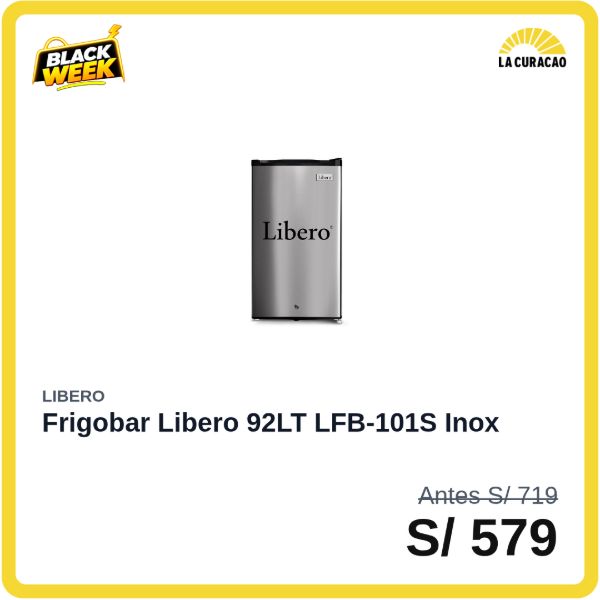 BLACK
WEEK
LA CURACAO
Libero
Libero
LIBERO
Frigobar Libero 92LT LFB-101S Inox
Antes S/ 719
S/ 579